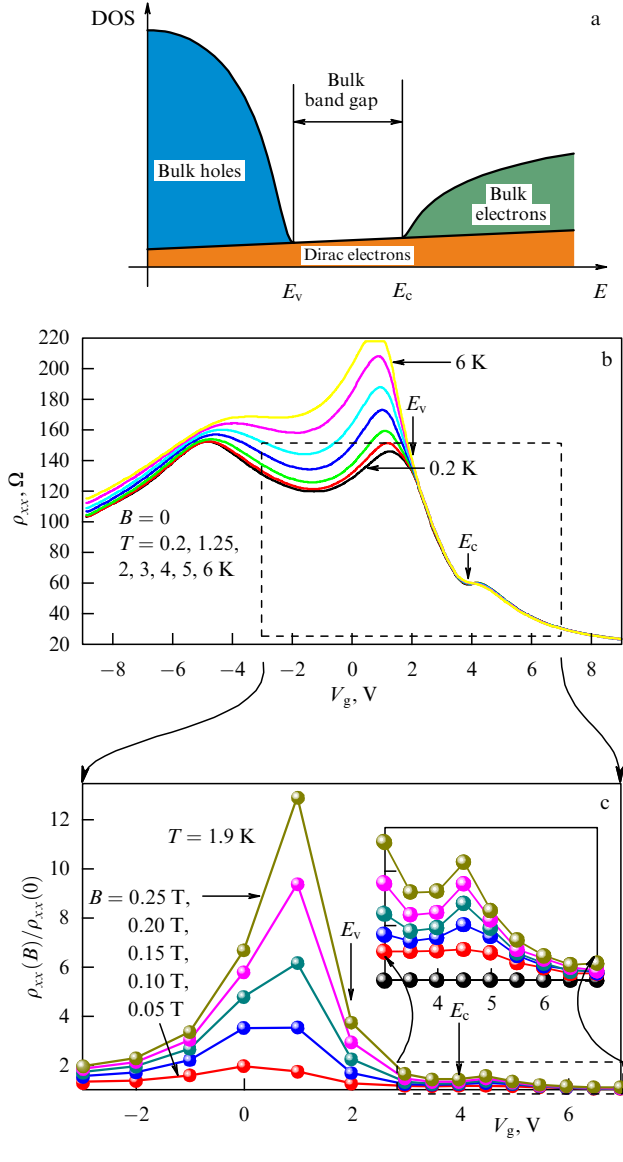 DOS
a
Bulk
band gap
Bulk holes
Bulk
electrons
Dirac electrons
E_v
E_c
E
220
200
180
160
140
120
100
80
60
40
20
ρ_xx, Ω
b
6 K
E_v
0.2 K
B = 0
T = 0.2, 1.25,
2, 3, 4, 5, 6 K
E_c
−8 −6 −4 −2 0 2 4 6 8
V_g, V
c
12
10
8
6
4
2
ρ_xx(B)/ρ_xx(0)
T = 1.9 K
B = 0.25 T,
0.20 T,
0.15 T,
0.10 T,
0.05 T,
E_v
4 5 6
E_c
−2 0 2 4 6
V_g, V